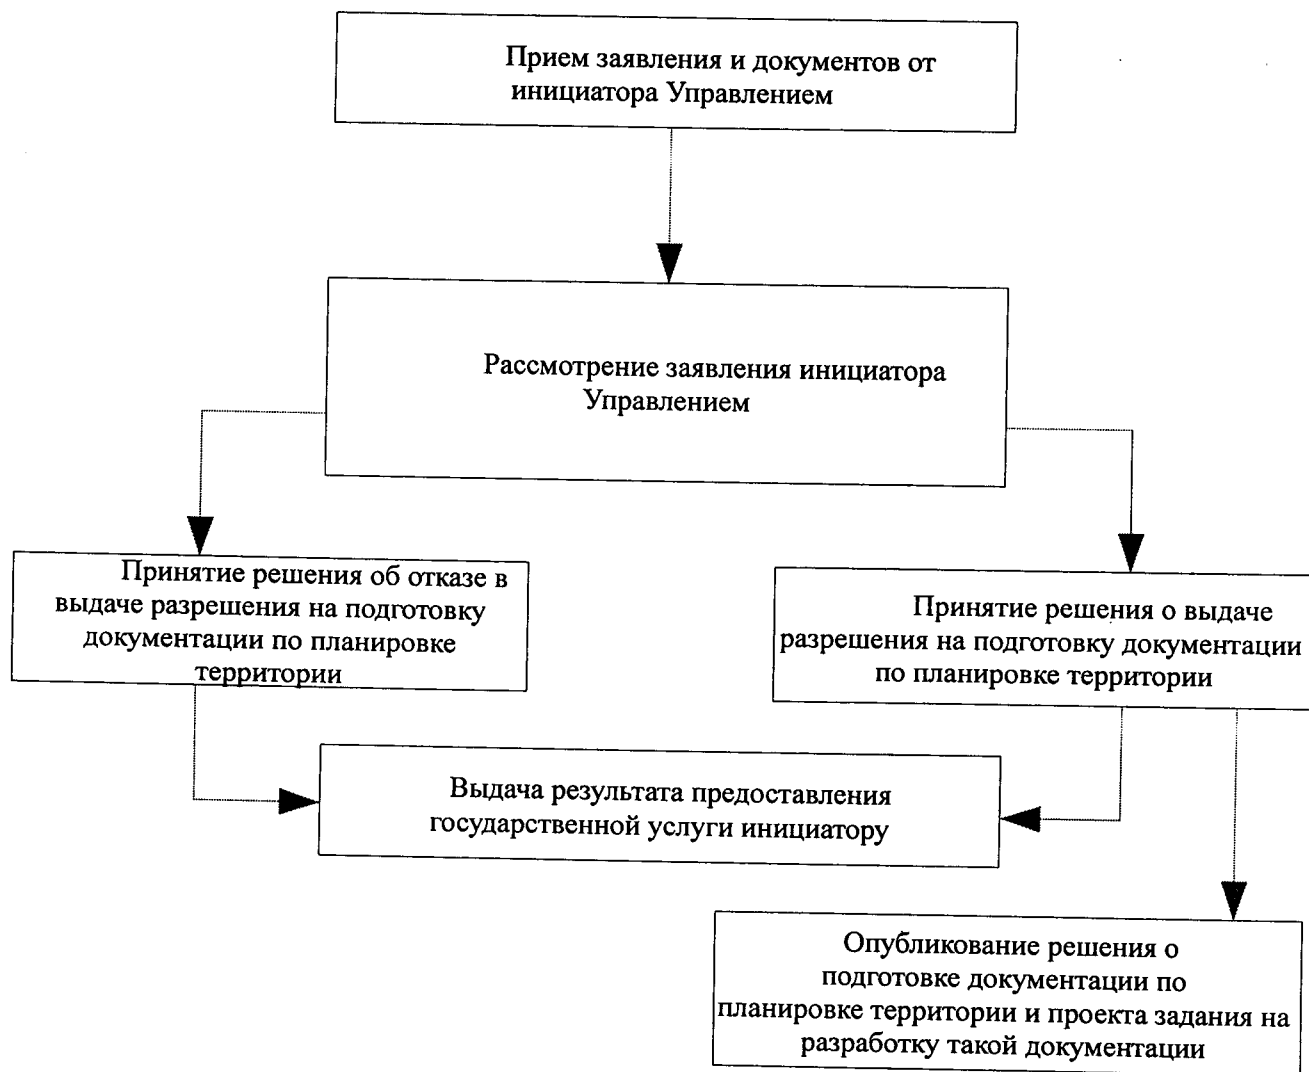 Прием заявления и документов от
инициатора Управлением
Рассмотрение заявления инициатора
Управлением
Принятие решения об отказе в
выдаче разрешения на подготовку
документации по планировке
территории
Принятие решения о выдаче
разрешения на подготовку документации
по планировке территории
Выдача результата предоставления
государственной услуги инициатору
Опубликование решения о
подготовке документации по
планировке территории и проекта задания на
разработку такой документации